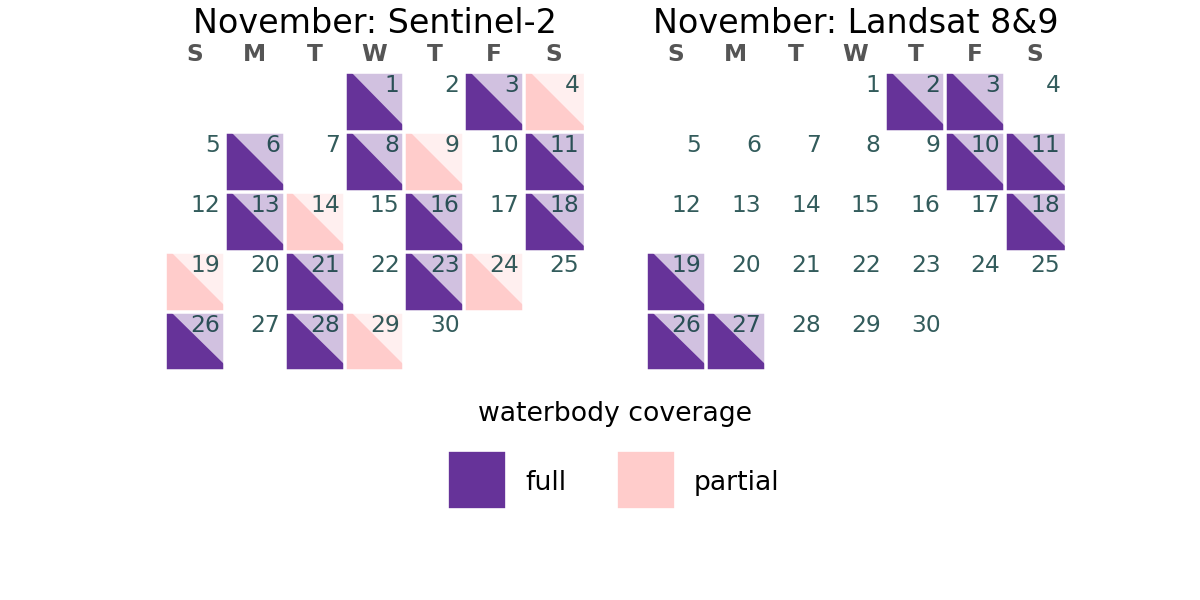 November: Sentinel-2
S M T W T F S
1 2 3 4
5 6 7 8 9 10 11
12 13 14 15 16 17 18
19 20 21 22 23 24 25
26 27 28 29 30
November: Landsat 8&9
S M T W T F S
1 2 3 4
5 6 7 8 9 10 11
12 13 14 15 16 17 18
19 20 21 22 23 24 25
26 27 28 29 30
waterbody coverage
full
partial